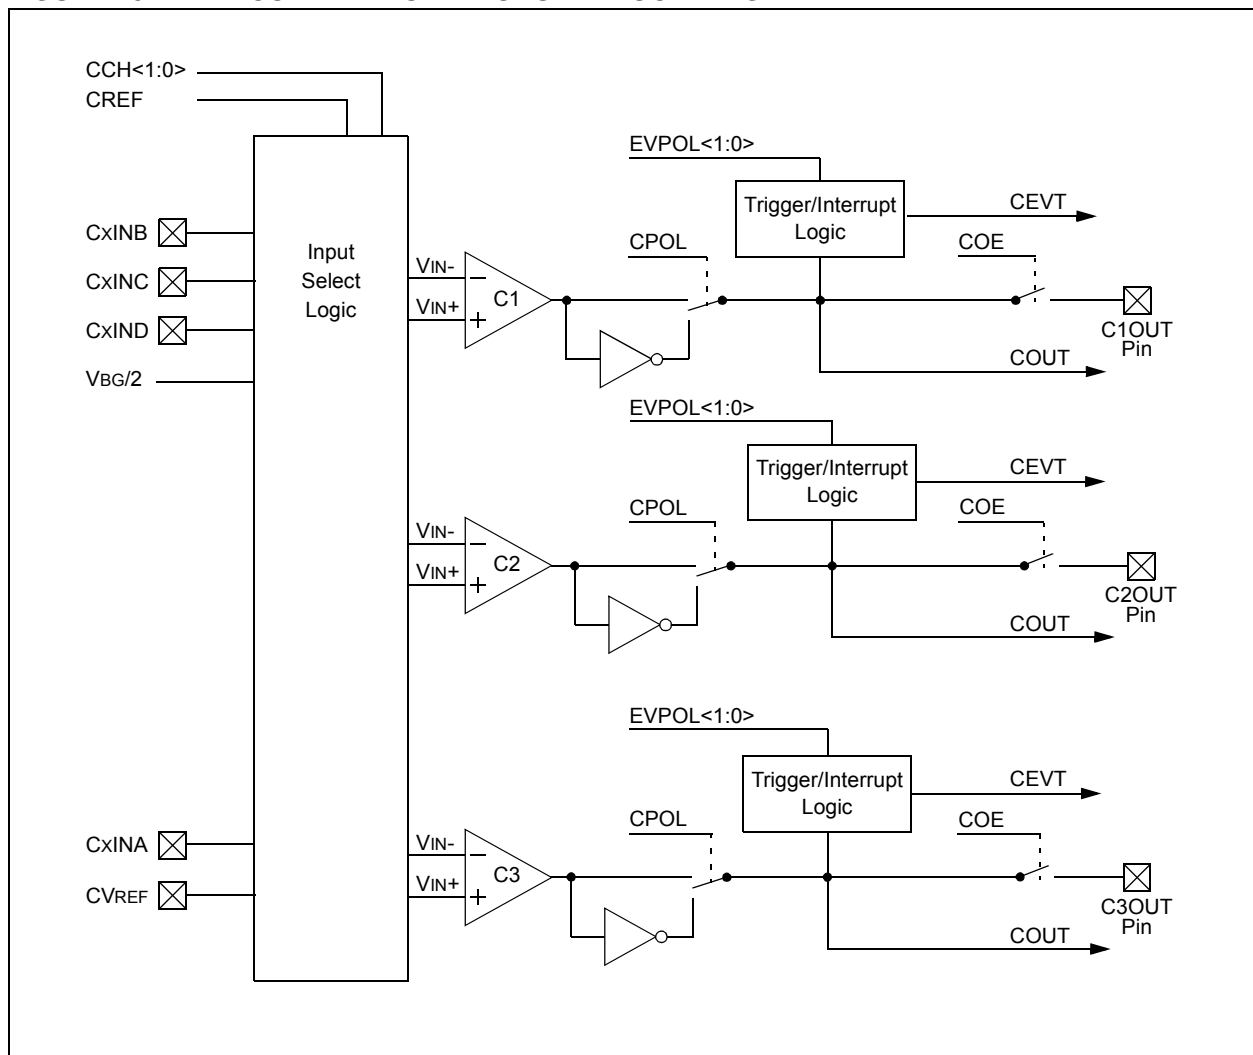 CCH<1:0>
CREF
CXINB
CXINC
CXIND
VBG/2
CXINA
CVREF
Input
Select
Logic
EVPOL<1:0>
Trigger/Interrupt
Logic
CEVT
CPOL
COE
VIN-
VIN+
C1
C1OUT
Pin
COUT
EVPOL<1:0>
Trigger/Interrupt
Logic
CEVT
CPOL
COE
VIN-
VIN+
C2
C2OUT
Pin
COUT
EVPOL<1:0>
Trigger/Interrupt
Logic
CEVT
CPOL
COE
VIN-
VIN+
C3
C3OUT
Pin
COUT